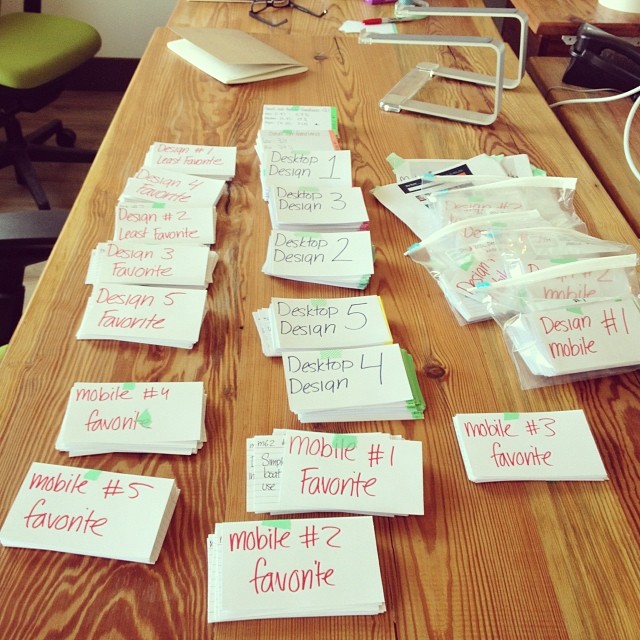 Design #1
Least Favorite
Design 4
Favorite
Design #2
Least Favorite
Design 3
Favorite
Design 5
Favorite
mobile #4
favorit
mobile #5
favorite
Desktop 1
Design
Desktop 3
Design
Desktop 2
Design
Desktop 5
Design
Desktop 4
Design
mobile #1
Favorite
mobile #2
favorite
mobile #3
favorite
Design #2
mobile
Design #1
mobile